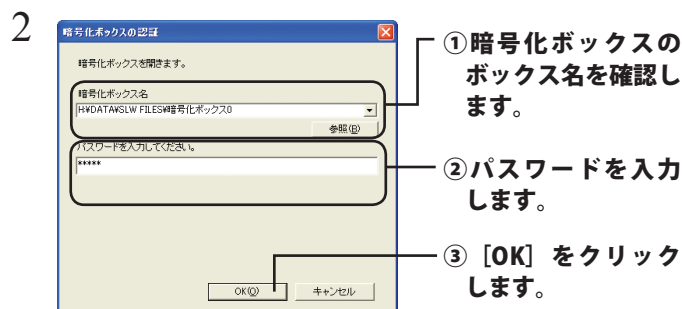 2
暗号化ボックスの認証
暗号化ボックスを開きます。
暗号化ボックス名
H:¥DATA¥SLW FILES¥暗号化ボックス0
参照(B)
パスワードを入力してください。
*****
OK(O)
キャンセル
①暗号化ボックスの
ボックス名を確認し
ます。
②パスワードを入力
します。
③［OK］をクリック
します。